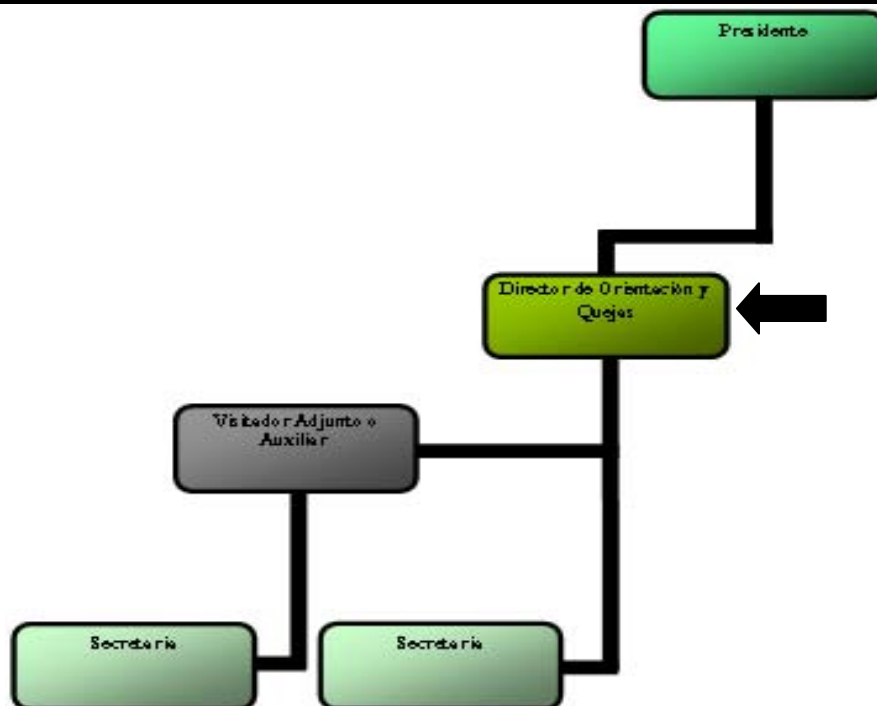 Presidente
Director de Orientación y
Quejas
Visitador Adjunto o
Auxiliar
Secretaria
Secretaria